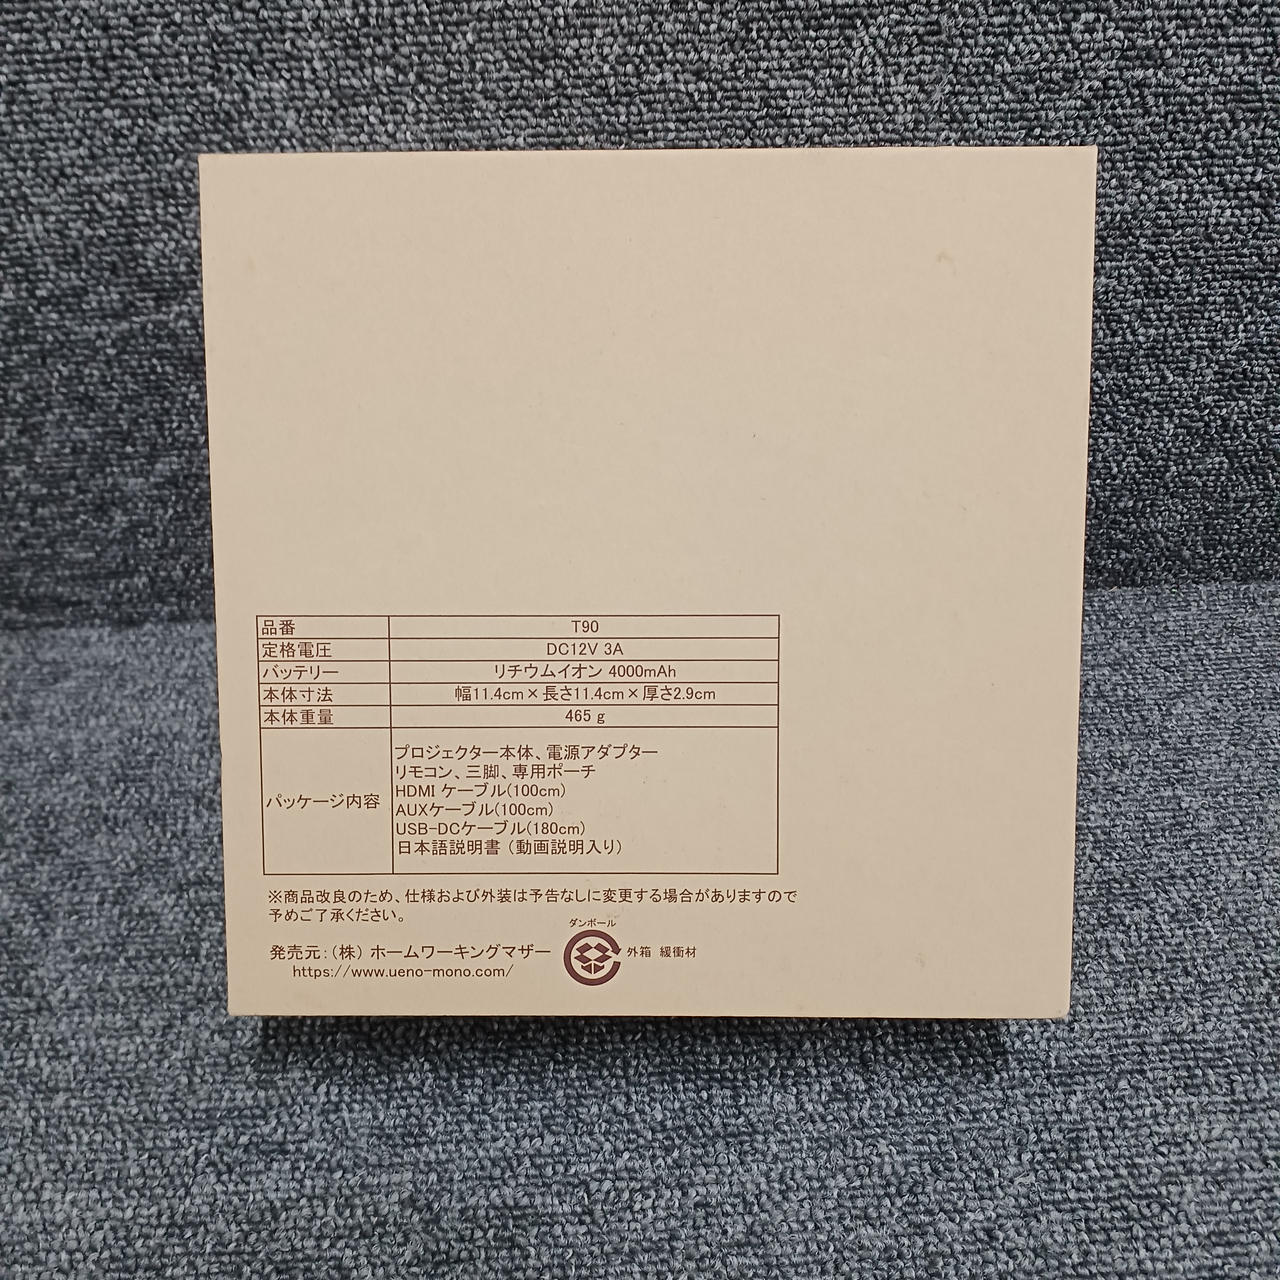 品番 T90
定格電圧 DC12V 3A
バッテリー リチウムイオン 4000mAh
本体寸法 幅11.4cm×長さ11.4cm×厚さ2.9cm
本体重量 465 g
パッケージ内容
プロジェクター本体、電源アダプター
リモコン、三脚、専用ポーチ
HDMI ケーブル(100cm)
AUXケーブル(100cm)
USB-DCケーブル(180cm)
日本語説明書 (動画説明入り)
※商品改良のため、仕様および外装は予告なしに変更する場合がありますので
予めご了承ください。
発売元:(株) ホームワーキングマザー
https://www.ueno-mono.com/
ダンボール
外箱 緩衝材